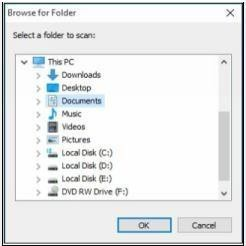 Browse for Folder
Select a folder to scan:
This PC
Downloads
Desktop
Documents
Music
Videos
Pictures
Local Disk (C:)
Local Disk (D:)
Local Disk (E:)
DVD RW Drive (F:)
OK Cancel